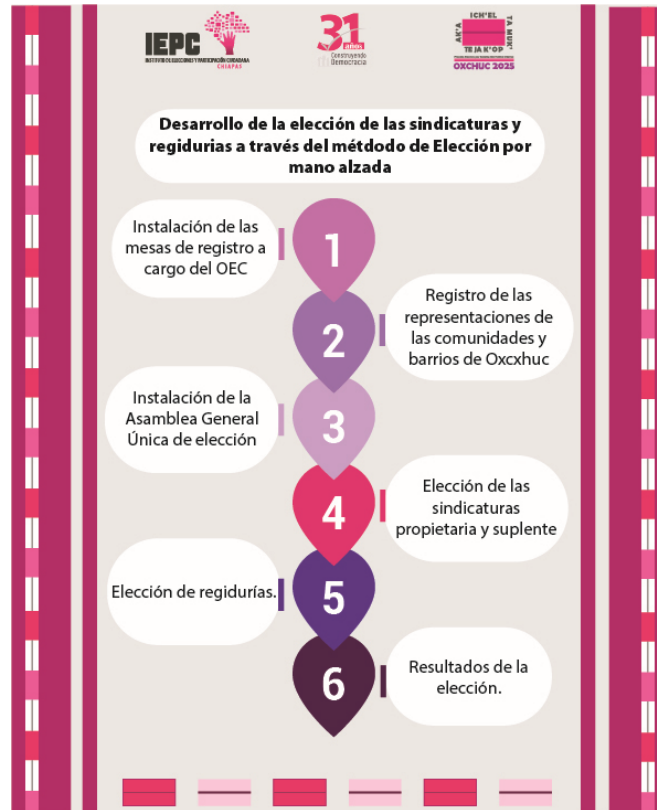 IEPC
INSTITUTO DE ELECCIONES Y PARTICIPACIÓN CIUDADANA
CHIAPAS
31
años
Construyendo
Democracia
AK'A
ICH'EL
TA MUK'
TE JA K'OP
OXCHUC 2025
Desarrollo de la elección de las sindicaturas y
regidurias a través del métdodo de Elección por
mano alzada
1
Instalación de las
mesas de registro a
cargo del OEC
2
Registro de las
representaciones de
las comunidades y
barrios de Oxcxhuc
3
Instalación de la
Asamblea General
Única de elección
4
Elección de las
sindicaturas
propietaria y suplente
5
Elección de regidurías.
6
Resultados de la
elección.